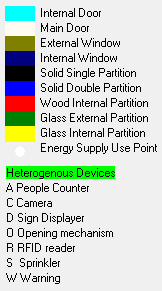 Internal Door
Main Door
External Window
Internal Window
Solid Single Partition
Solid Double Partition
Wood Internal Partition
Glass External Partition
Glass Internal Partition
Energy Supply Use Point
Heterogenous Devices
A People Counter
C Camera
D Sign Displayer
O Opening mechanism
R RFID reader
S Sprinkler
W Warning